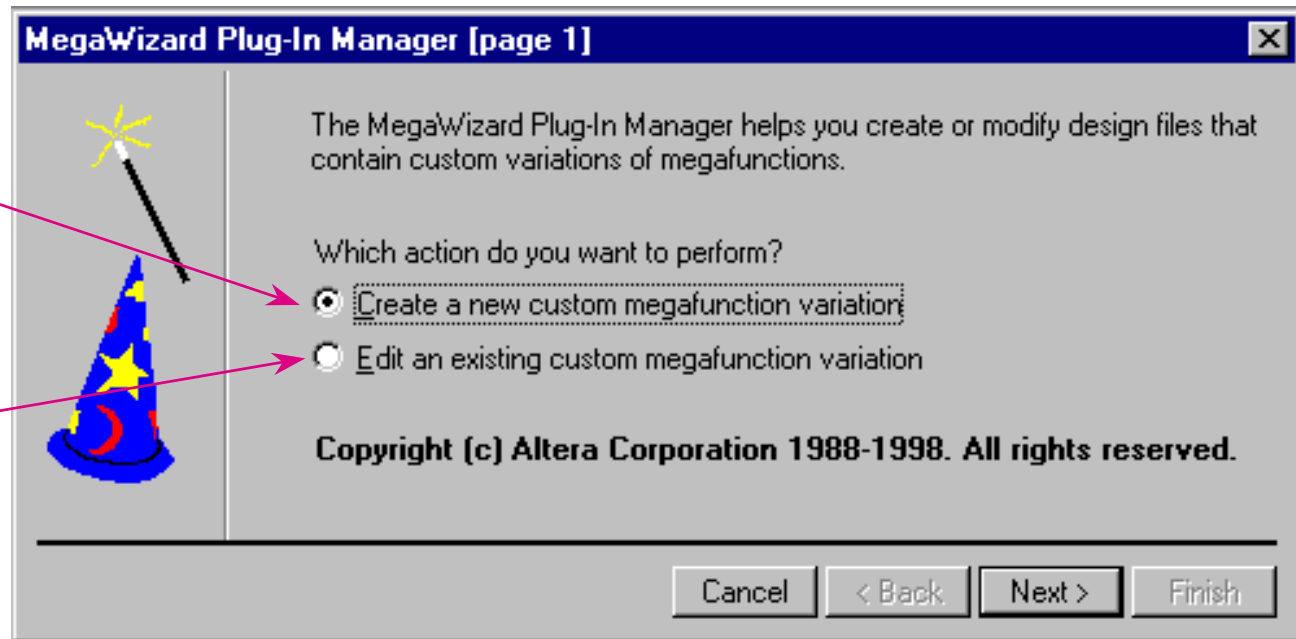 MegaWizard Plug-In Manager [page 1]
The MegaWizard Plug-In Manager helps you create or modify design files that
contain custom variations of megafunctions.
Which action do you want to perform?
Create a new custom megafunction variation
Edit an existing custom megafunction variation
Copyright (c) Altera Corporation 1988-1998. All rights reserved.
Cancel < Back Next > Finish